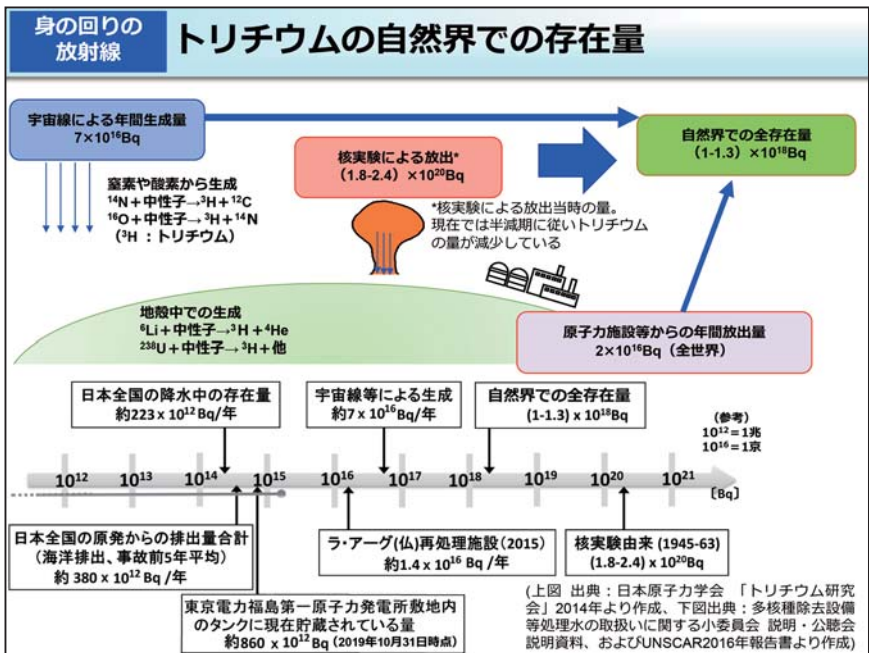 身の回りの
放射線
トリチウムの自然界での存在量
宇宙線による年間生成量
7×10¹⁶Bq
窒素や酸素から生成
¹⁴N+中性子→³H+¹²C
¹⁶O+中性子→³H+¹⁴N
(³H:トリチウム)
核実験による放出*
(1.8-2.4)×10²⁰Bq
自然界での全存在量
(1-1.3)×10¹⁸Bq
*核実験による放出当時の量。
現在では半減期に従いトリチウム
の量が減少している
地殻中での生成
⁶Li+中性子→³H+⁴He
²³⁸U+中性子→³H+他
原子力施設等からの年間放出量
2×10¹⁶Bq(全世界)
日本全国の降水中の存在量
約223 x 10¹² Bq/年
宇宙線等による生成
約7 x 10¹⁶ Bq/年
自然界での全存在量
(1-1.3) x 10¹⁸Bq
(参考)
10¹²=1兆
10¹⁶=1京
10¹² 10¹³ 10¹⁴ 10¹⁵ 10¹⁶ 10¹⁷ 10¹⁸ 10¹⁹ 10²⁰ 10²¹
[Bq]
日本全国の原発からの排出量合計
(海洋排出、事故前5年平均)
約 380 x 10¹² Bq /年
東京電力福島第一原子力発電所敷地内
のタンクに現在貯蔵されている量
約860 x 10¹² Bq (2019年10月31日時点)
ラ・アーグ(仏)再処理施設(2015)
約1.4 x 10¹⁶ Bq /年
核実験由来 (1945-63)
(1.8-2.4) x 10²⁰Bq
(上図 出典:日本原子力学会 「トリチウム研究
会」2014年より作成、下図出典:多核種除去設備
等処理水の取扱いに関する小委員会 説明・公聴会
説明資料、およびUNSCAR2016年報告書より作成)